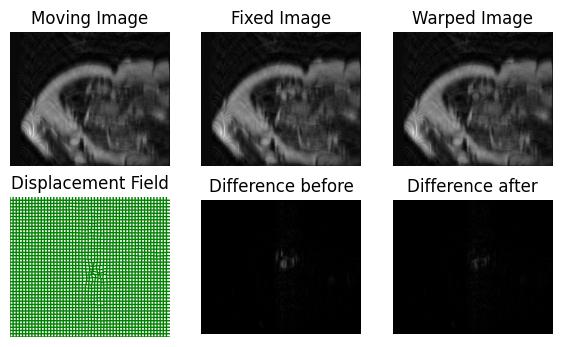 Moving Image
Fixed Image
Warped Image
Displacement Field
Difference before
Difference after